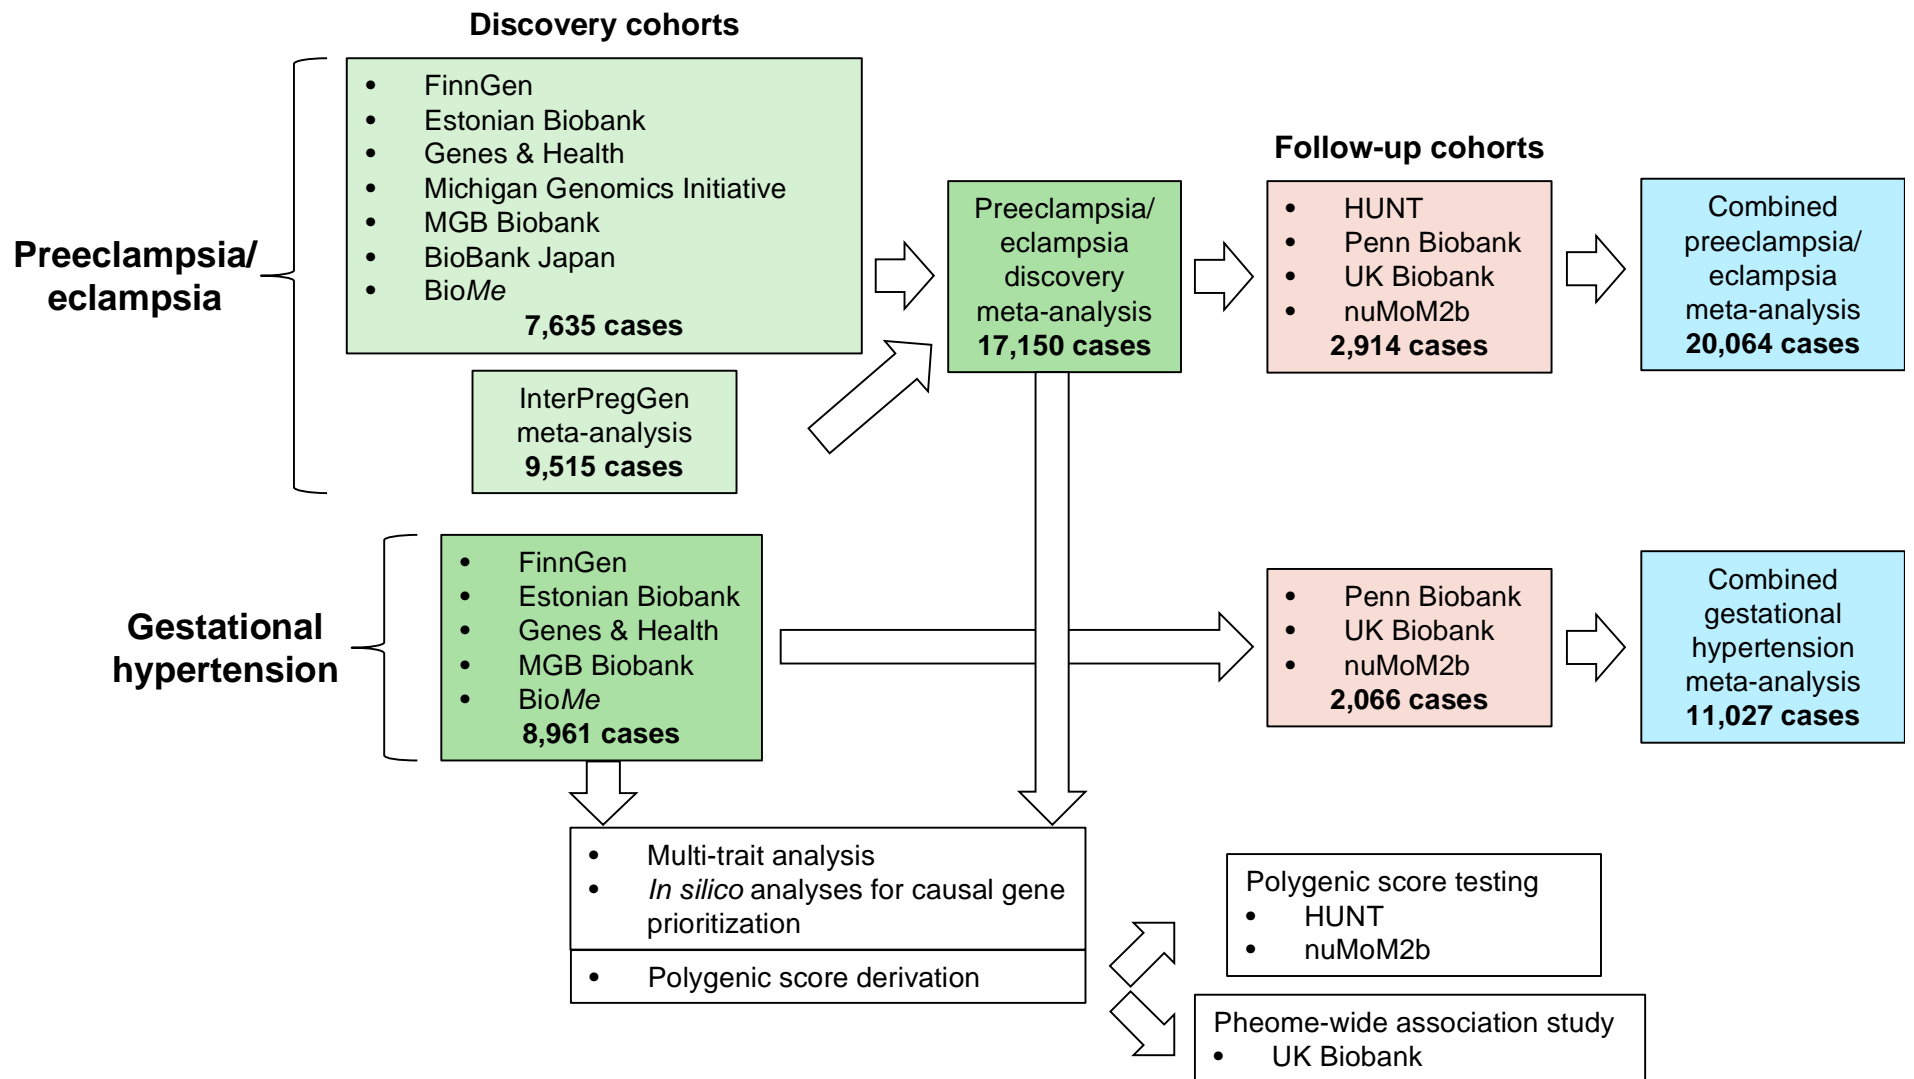 Discovery cohorts
Preeclampsia/
eclampsia
• FinnGen
• Estonian Biobank
• Genes & Health
• Michigan Genomics Initiative
• MGB Biobank
• BioBank Japan
• BioMe
7,635 cases
InterPregGen
meta-analysis
9,515 cases
Preeclampsia/
eclampsia
discovery
meta-analysis
17,150 cases
Follow-up cohorts
• HUNT
• Penn Biobank
• UK Biobank
• nuMoM2b
2,914 cases
Combined
preeclampsia/
eclampsia
meta-analysis
20,064 cases
Gestational
hypertension
• FinnGen
• Estonian Biobank
• Genes & Health
• MGB Biobank
• BioMe
8,961 cases
• Penn Biobank
• UK Biobank
• nuMoM2b
2,066 cases
Combined
gestational
hypertension
meta-analysis
11,027 cases
• Multi-trait analysis
• In silico analyses for causal gene
prioritization
• Polygenic score derivation
Polygenic score testing
• HUNT
• nuMoM2b
Pheome-wide association study
• UK Biobank